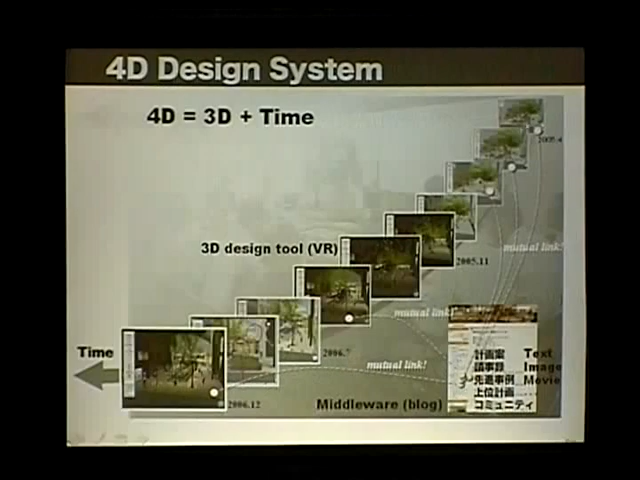 4D Design System
4D = 3D + Time
2005.4
3D design tool (VR)
mutual link!
2005.11
mutual link!
Time
2006.7
mutual link!
計画案
議事録
先進事例
上位計画
コミュニティ
Text
Image
Movie
2006.12
Middleware (blog)